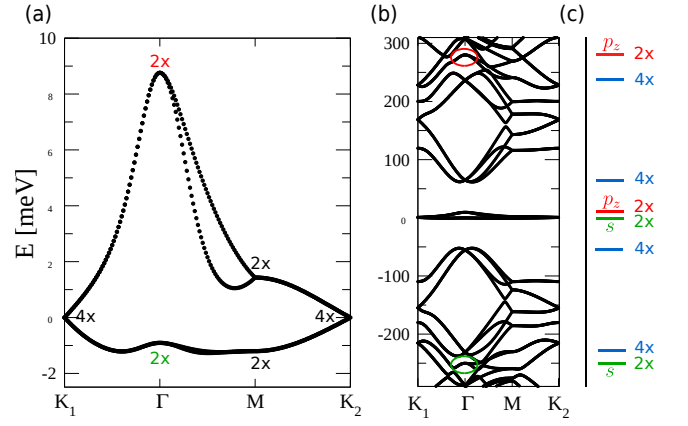 (a)
10
8
6
4
2
0
-2
E [meV]
2x
4x
2x
4x
2x
2x
K1 Γ M K2
(b)
300
200
100
0
-100
-200
K1 Γ M K2
(c)
pz 2x
4x
4x
pz 2x
s 2x
4x
4x
s 2x